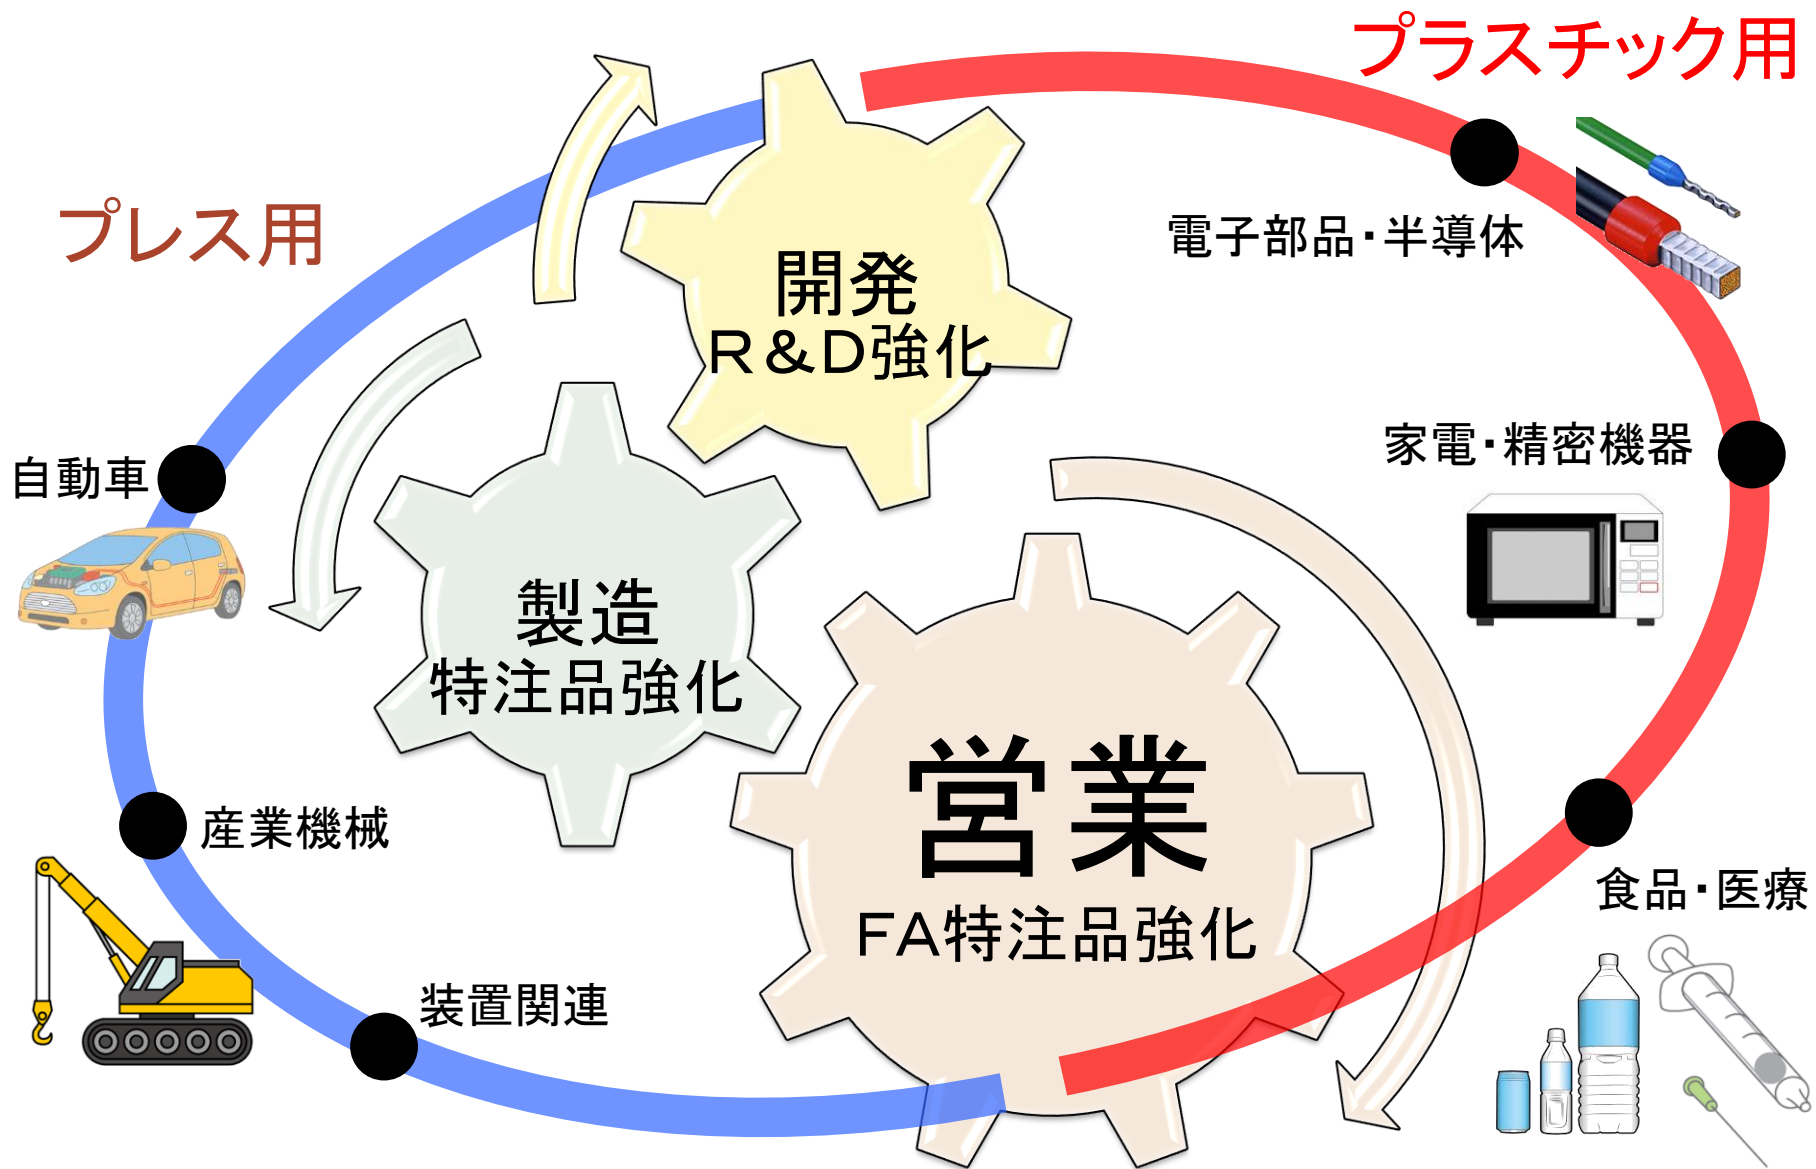 プラスチック用
プレス用
電子部品・半導体
開発
R&D強化
家電・精密機器
自動車
製造
特注品強化
営業
産業機械
食品・医療
FA特注品強化
装置関連